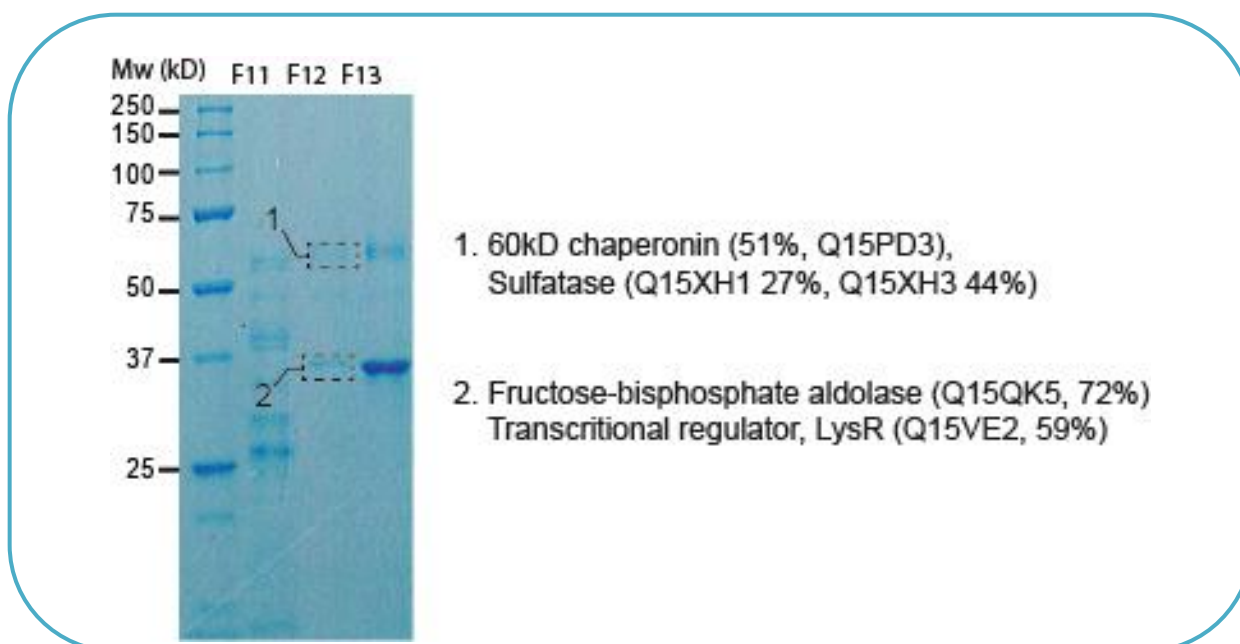 Mw (kD) F11 F12 F13
250
150
100
75
50
37
25
1
2
1. 60kD chaperonin (51%, Q15PD3),
Sulfatase (Q15XH1 27%, Q15XH3 44%)
2. Fructose-bisphosphate aldolase (Q15QK5, 72%)
Transcritional regulator, LysR (Q15VE2, 59%)